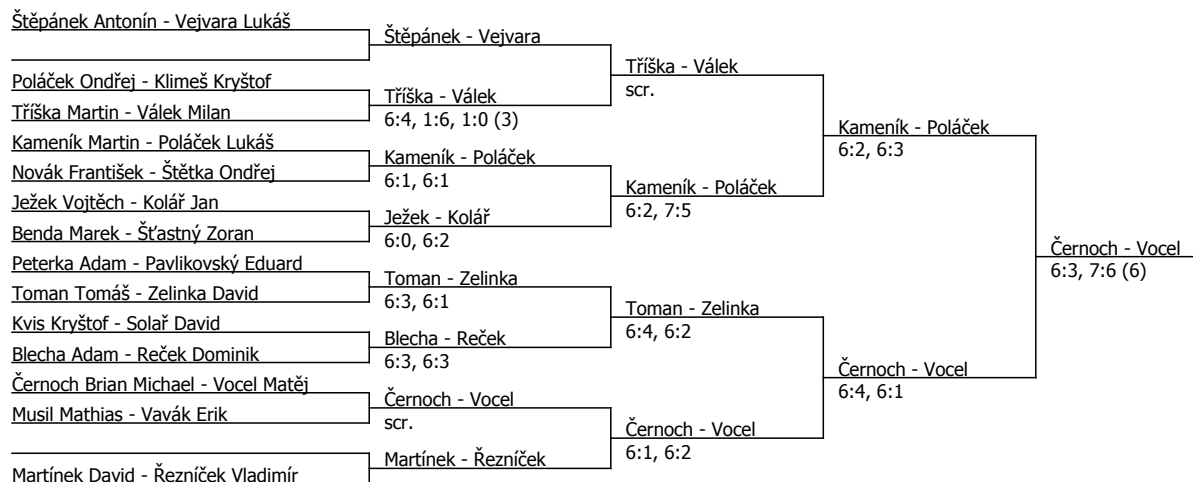 Štěpánek Antonín - Vejvara Lukáš
Poláček Ondřej - Klimeš Kryštof
Tříška Martin - Válek Milan
Kameník Martin - Poláček Lukáš
Novák František - Štětka Ondřej
Ježek Vojtěch - Kolář Jan
Benda Marek - Šťastný Zoran
Peterka Adam - Pavlikovský Eduard
Toman Tomáš - Zelinka David
Kvis Kryštof - Solař David
Blecha Adam - Reček Dominik
Černoch Brian Michael - Vocel Matěj
Musil Mathias - Vavák Erik
Martínek David - Řezníček Vladimír
Štěpánek - Vejvara
Tříška - Válek
6:4, 1:6, 1:0 (3)
Kameník - Poláček
6:1, 6:1
Ježek - Kolář
6:0, 6:2
Toman - Zelinka
6:3, 6:1
Blecha - Reček
6:3, 6:3
Černoch - Vocel
scr.
Martínek - Řezníček
Tříška - Válek
scr.
Kameník - Poláček
6:2, 7:5
Toman - Zelinka
6:4, 6:2
Černoch - Vocel
6:1, 6:2
Kameník - Poláček
6:2, 6:3
Černoch - Vocel
6:4, 6:1
Černoch - Vocel
6:3, 7:6 (6)